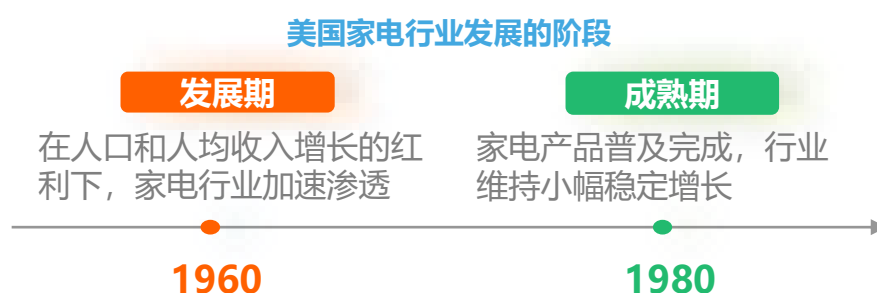 美国家电行业发展的阶段
发展期
成熟期
在人口和人均收入增长的红
利下，家电行业加速渗透
家电产品普及完成，行业
维持小幅稳定增长
1960
1980